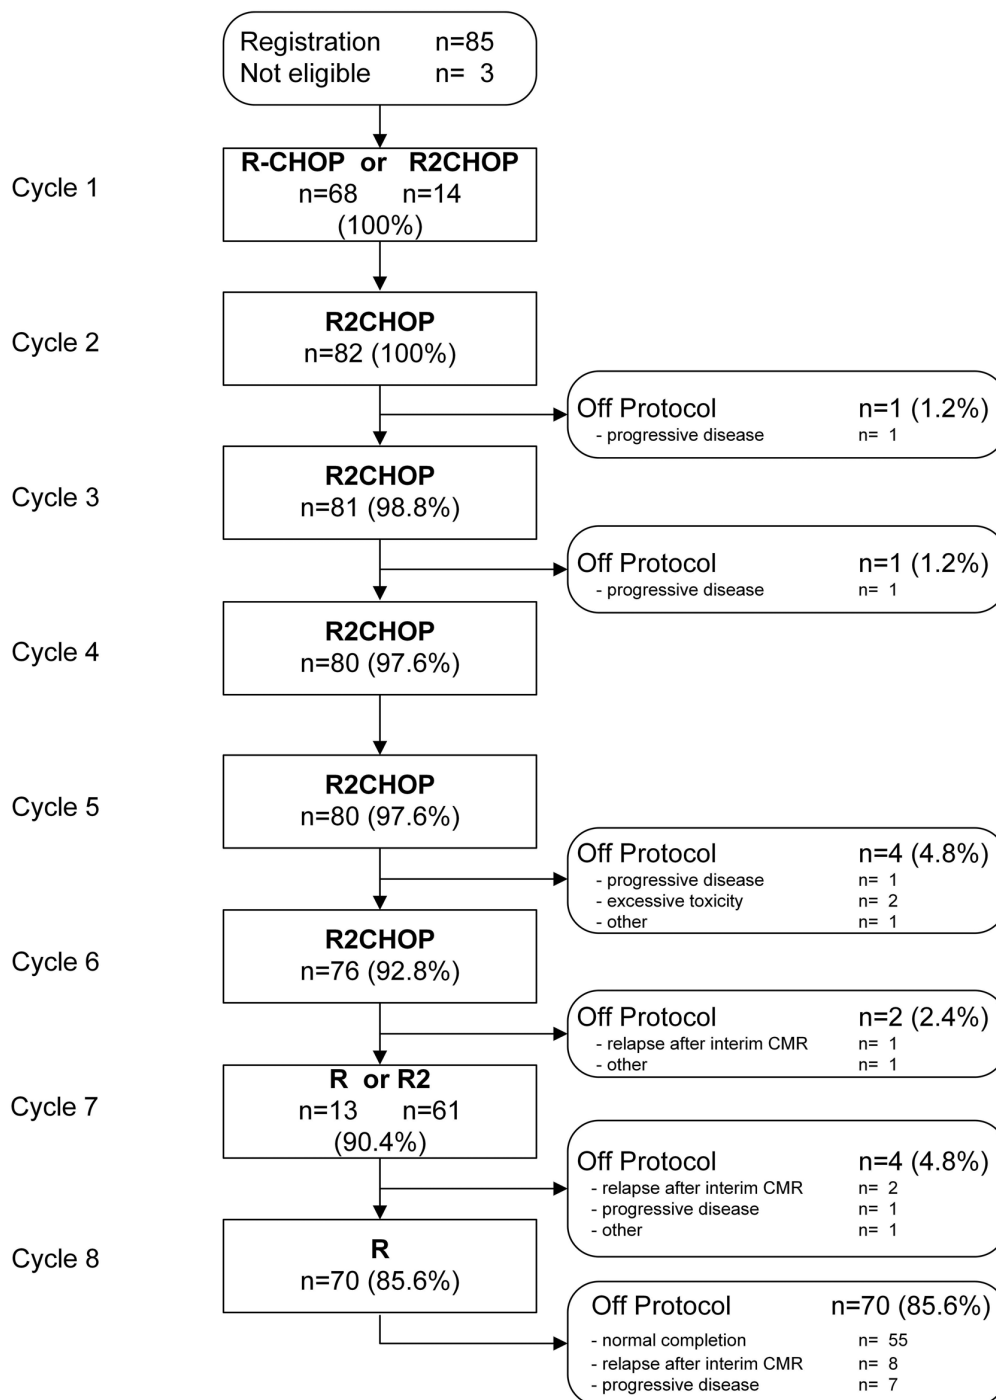 Registration n=85
Not eligible n= 3
Cycle 1
R-CHOP or R2CHOP
n=68 n=14
(100%)
Cycle 2
R2CHOP
n=82 (100%)
Off Protocol n=1 (1.2%)
- progressive disease n= 1
Cycle 3
R2CHOP
n=81 (98.8%)
Off Protocol n=1 (1.2%)
- progressive disease n= 1
Cycle 4
R2CHOP
n=80 (97.6%)
Cycle 5
R2CHOP
n=80 (97.6%)
Off Protocol n=4 (4.8%)
- progressive disease n= 1
- excessive toxicity n= 2
- other n= 1
Cycle 6
R2CHOP
n=76 (92.8%)
Off Protocol n=2 (2.4%)
- relapse after interim CMR n= 1
- other n= 1
Cycle 7
R or R2
n=13 n=61
(90.4%)
Off Protocol n=4 (4.8%)
- relapse after interim CMR n= 2
- progressive disease n= 1
- other n= 1
Cycle 8
R
n=70 (85.6%)
Off Protocol n=70 (85.6%)
- normal completion n= 55
- relapse after interim CMR n= 8
- progressive disease n= 7